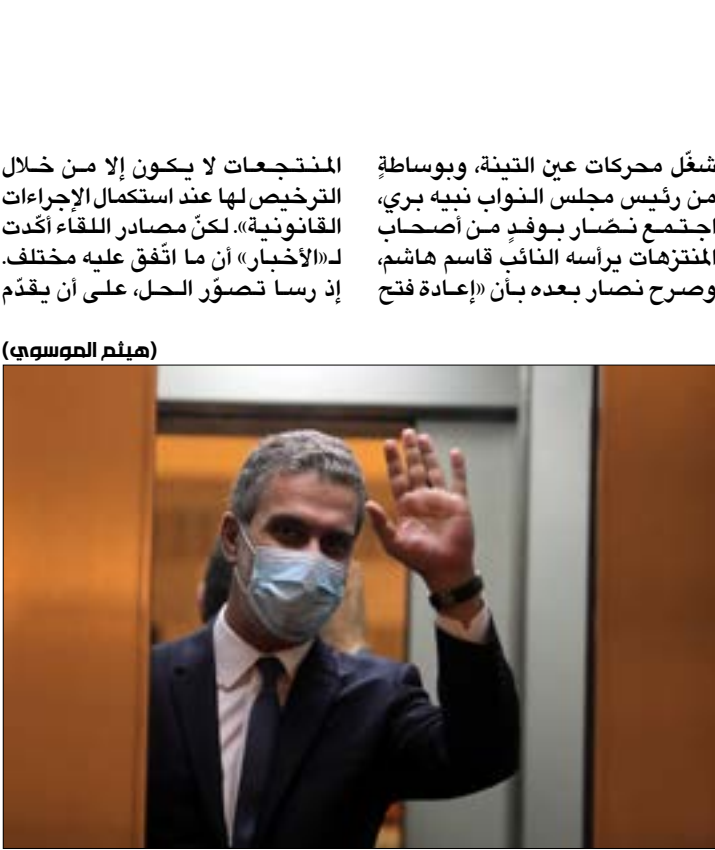 شغّل محركات عين التينة، وبوساطةٍ
من رئيس مجلس النواب نبيه بري،
اجتمع نصّار بوفدٍ من أصحاب
المنتزهات يرأسه النائب قاسم هاشم،
وصرح نصار بعده بأن «إعادة فتح
المنتجعات لا يكون إلا من خلال
الترخيص لها عند استكمال الإجراءات
القانونية». لكنّ مصادر اللقاء أكّدت
لـ«الأخبار» أن ما اتّفق عليه مختلف.
إذ رسا تصوّر الحل، على أن يقدّم
(هيثم الموسوي)